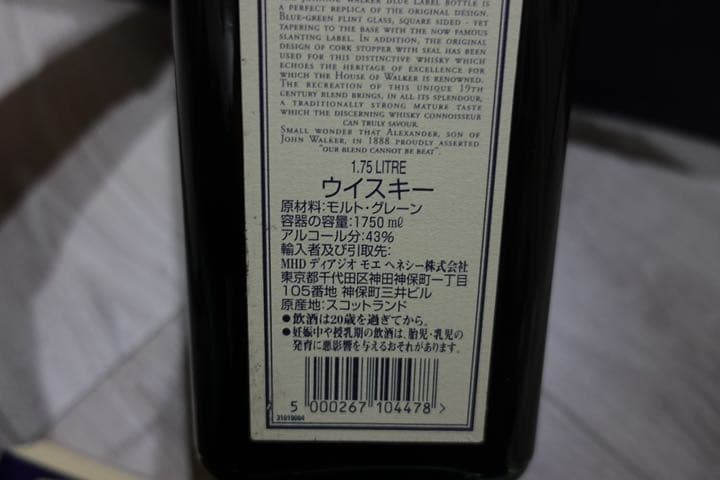 JOHNNIE WALKER BLUE LABEL BOTTLE IS
A PERFECT REPLICA OF THE ORIGINAL DESIGN.
BLUE-GREEN FLINT GLASS, SQUARE SIDED - YET
TAPERING TO THE BASE WITH THE NOW FAMOUS
SLANTING LABEL. IN ADDITION, THE ORIGINAL
DESIGN OF CORK STOPPER WITH SEAL HAS BEEN
USED FOR THIS DISTINCTIVE WHISKY WHICH
ECHOES THE HERITAGE OF EXCELLENCE FOR
WHICH THE HOUSE OF WALKER IS RENOWNED.
THE RECREATION OF THIS UNIQUE 19TH
CENTURY BLEND BRINGS, IN ALL ITS SPLENDOUR,
A TRADITIONALLY STRONG MATURE TASTE
WHICH THE DISCERNING WHISKY CONNOISSEUR
CAN TRULY SAVOUR.
SMALL WONDER THAT ALEXANDER, SON OF
JOHN WALKER, IN 1888 PROUDLY ASSERTED
"OUR BLEND CANNOT BE BEAT".
1.75 LITRE
ウイスキー
原材料:モルト・グレーン
容器の容量:1750 ㎖
アルコール分:43%
輸入者及び引取先:
MHD ディアジオ モエ ヘネシー株式会社
東京都千代田区神田神保町一丁目
105番地 神保町三井ビル
原産地:スコットランド
●飲酒は20歳を過ぎてから。
●妊娠中や授乳期の飲酒は、胎児・乳児の
発育に悪影響を与えるおそれがあります。
5 000267 104478 >
31019004